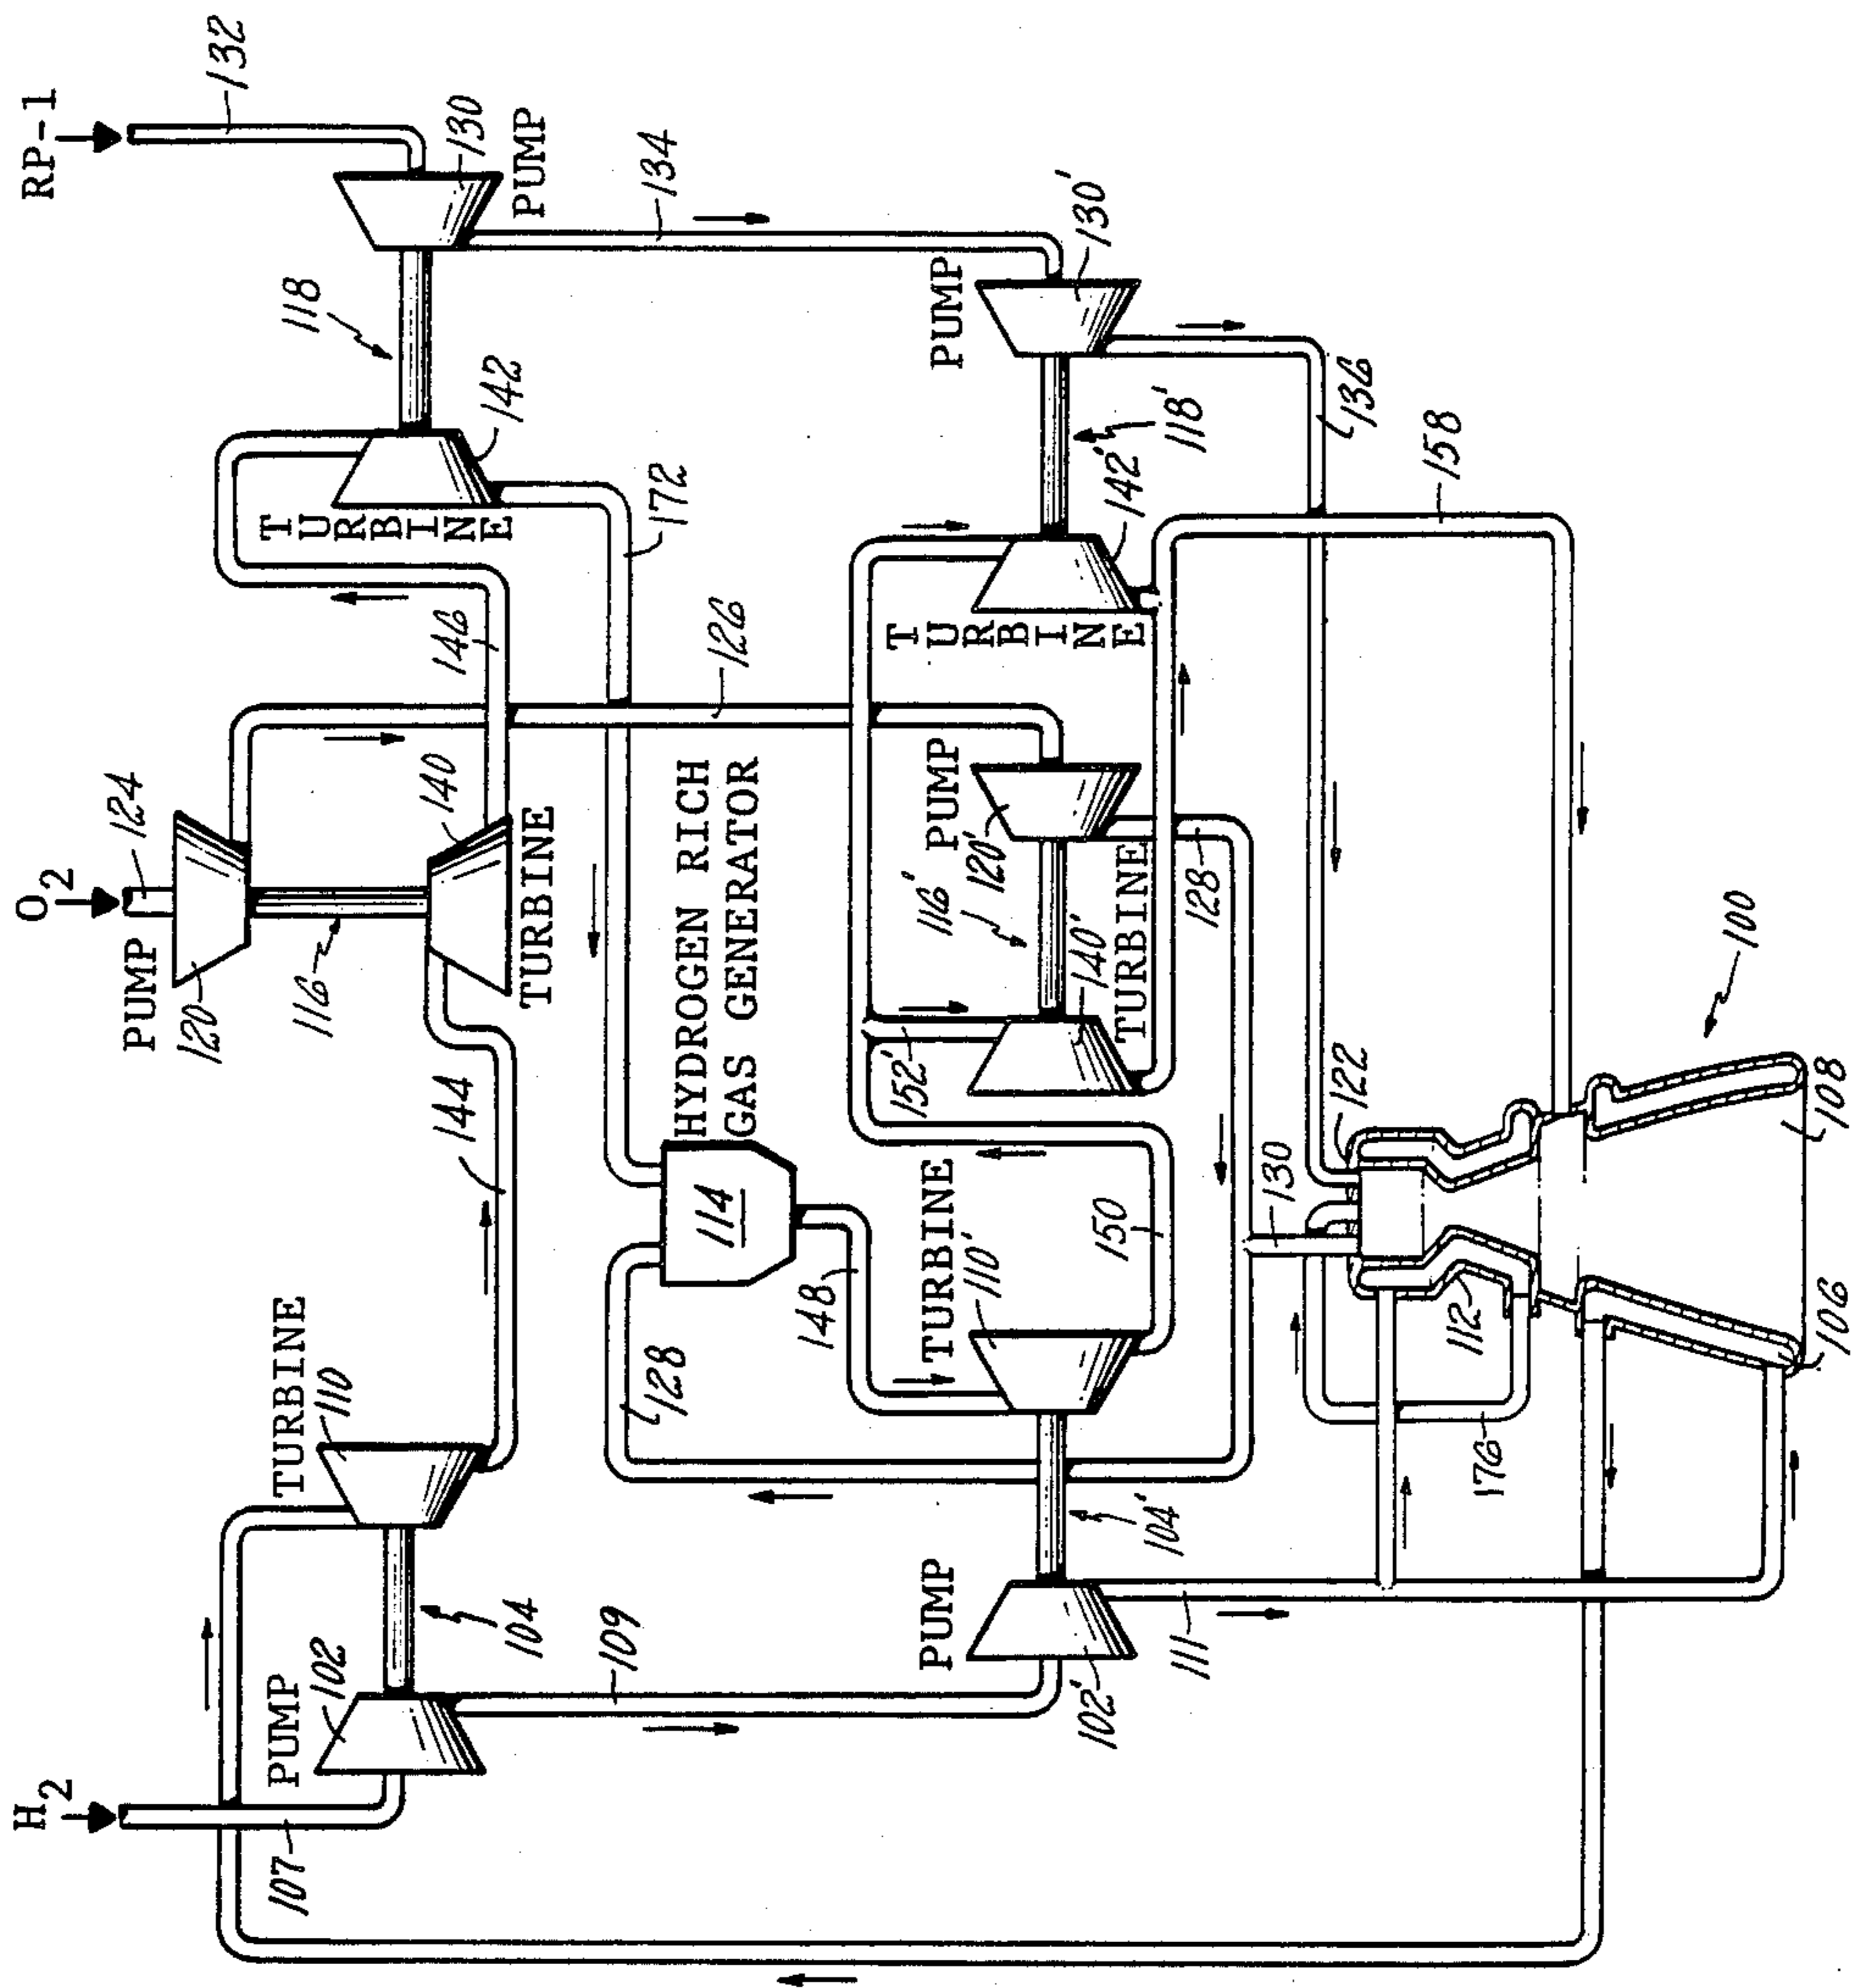 H2
O2
RP-1
107
PUMP
102
104
109
TURBINE
110
144
PUMP
120
124
116
140
TURBINE
146
TURBINE
142
118
130
PUMP
132
134
172
126
HYDROGEN RICH
GAS GENERATOR
114
128
148
TURBINE
110'
150
152'
PUMP
102'
104'
111
116'
PUMP
120'
140'
TURBINE
128
TURBINE
142'
118'
PUMP
130'
136
158
130
122
112
176
100
106
108